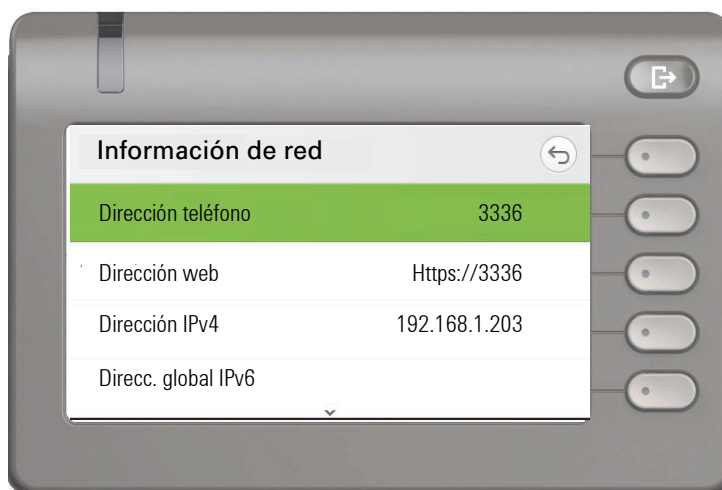 Información de red
Dirección teléfono 3336
Dirección web Https://3336
Dirección IPv4 192.168.1.203
Direcc. global IPv6